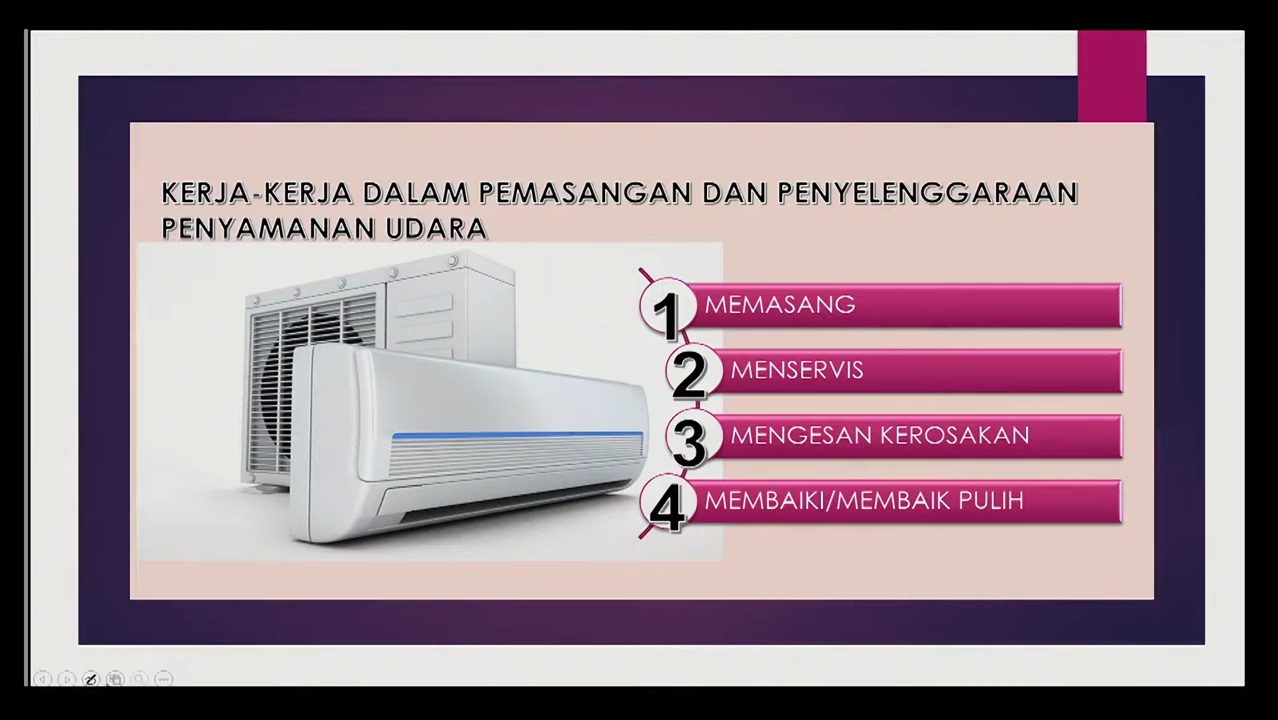 KERJA-KERJA DALAM PEMASANGAN DAN PENYELENGGARAAN
PENYAMANAN UDARA
1 MEMASANG
2 MENSERVIS
3 MENGESAN KEROSAKAN
4 MEMBAIKI/MEMBAIK PULIH